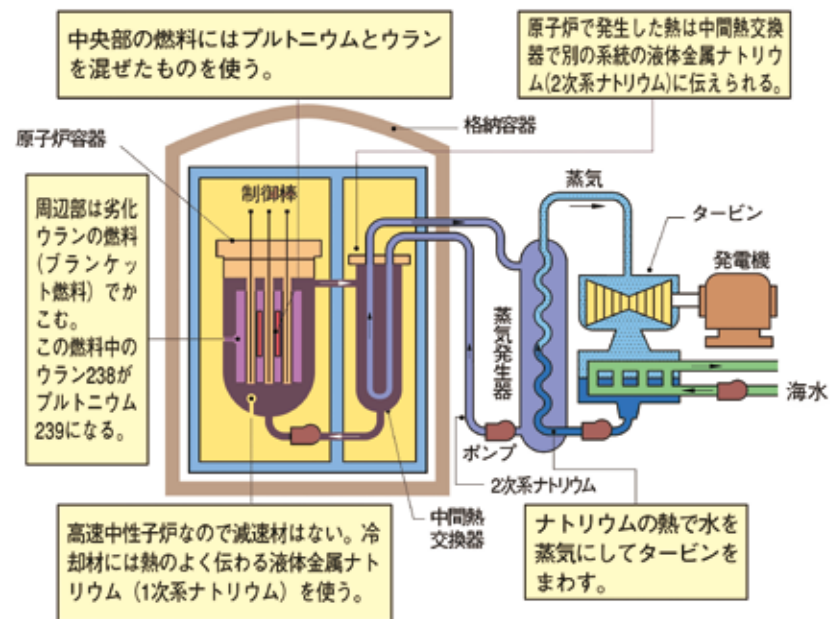 中央部の燃料にはプルトニウムとウラン
を混ぜたものを使う。
原子炉で発生した熱は中間熱交換
器で別の系統の液体金属ナトリウ
ム(2次系ナトリウム)に伝えられる。
原子炉容器
格納容器
制御棒
周辺部は劣化
ウランの燃料
(ブランケッ
ト燃料）でか
こむ。
この燃料中の
ウラン238が
プルトニウム
239になる。
蒸気
タービン
発電機
蒸気発生器
海水
ポンプ
2次系ナトリウム
中間熱
交換器
高速中性子炉なので減速材はない。冷
却材には熱のよく伝わる液体金属ナト
リウム（1次系ナトリウム）を使う。
ナトリウムの熱で水を
蒸気にしてタービンを
まわす。